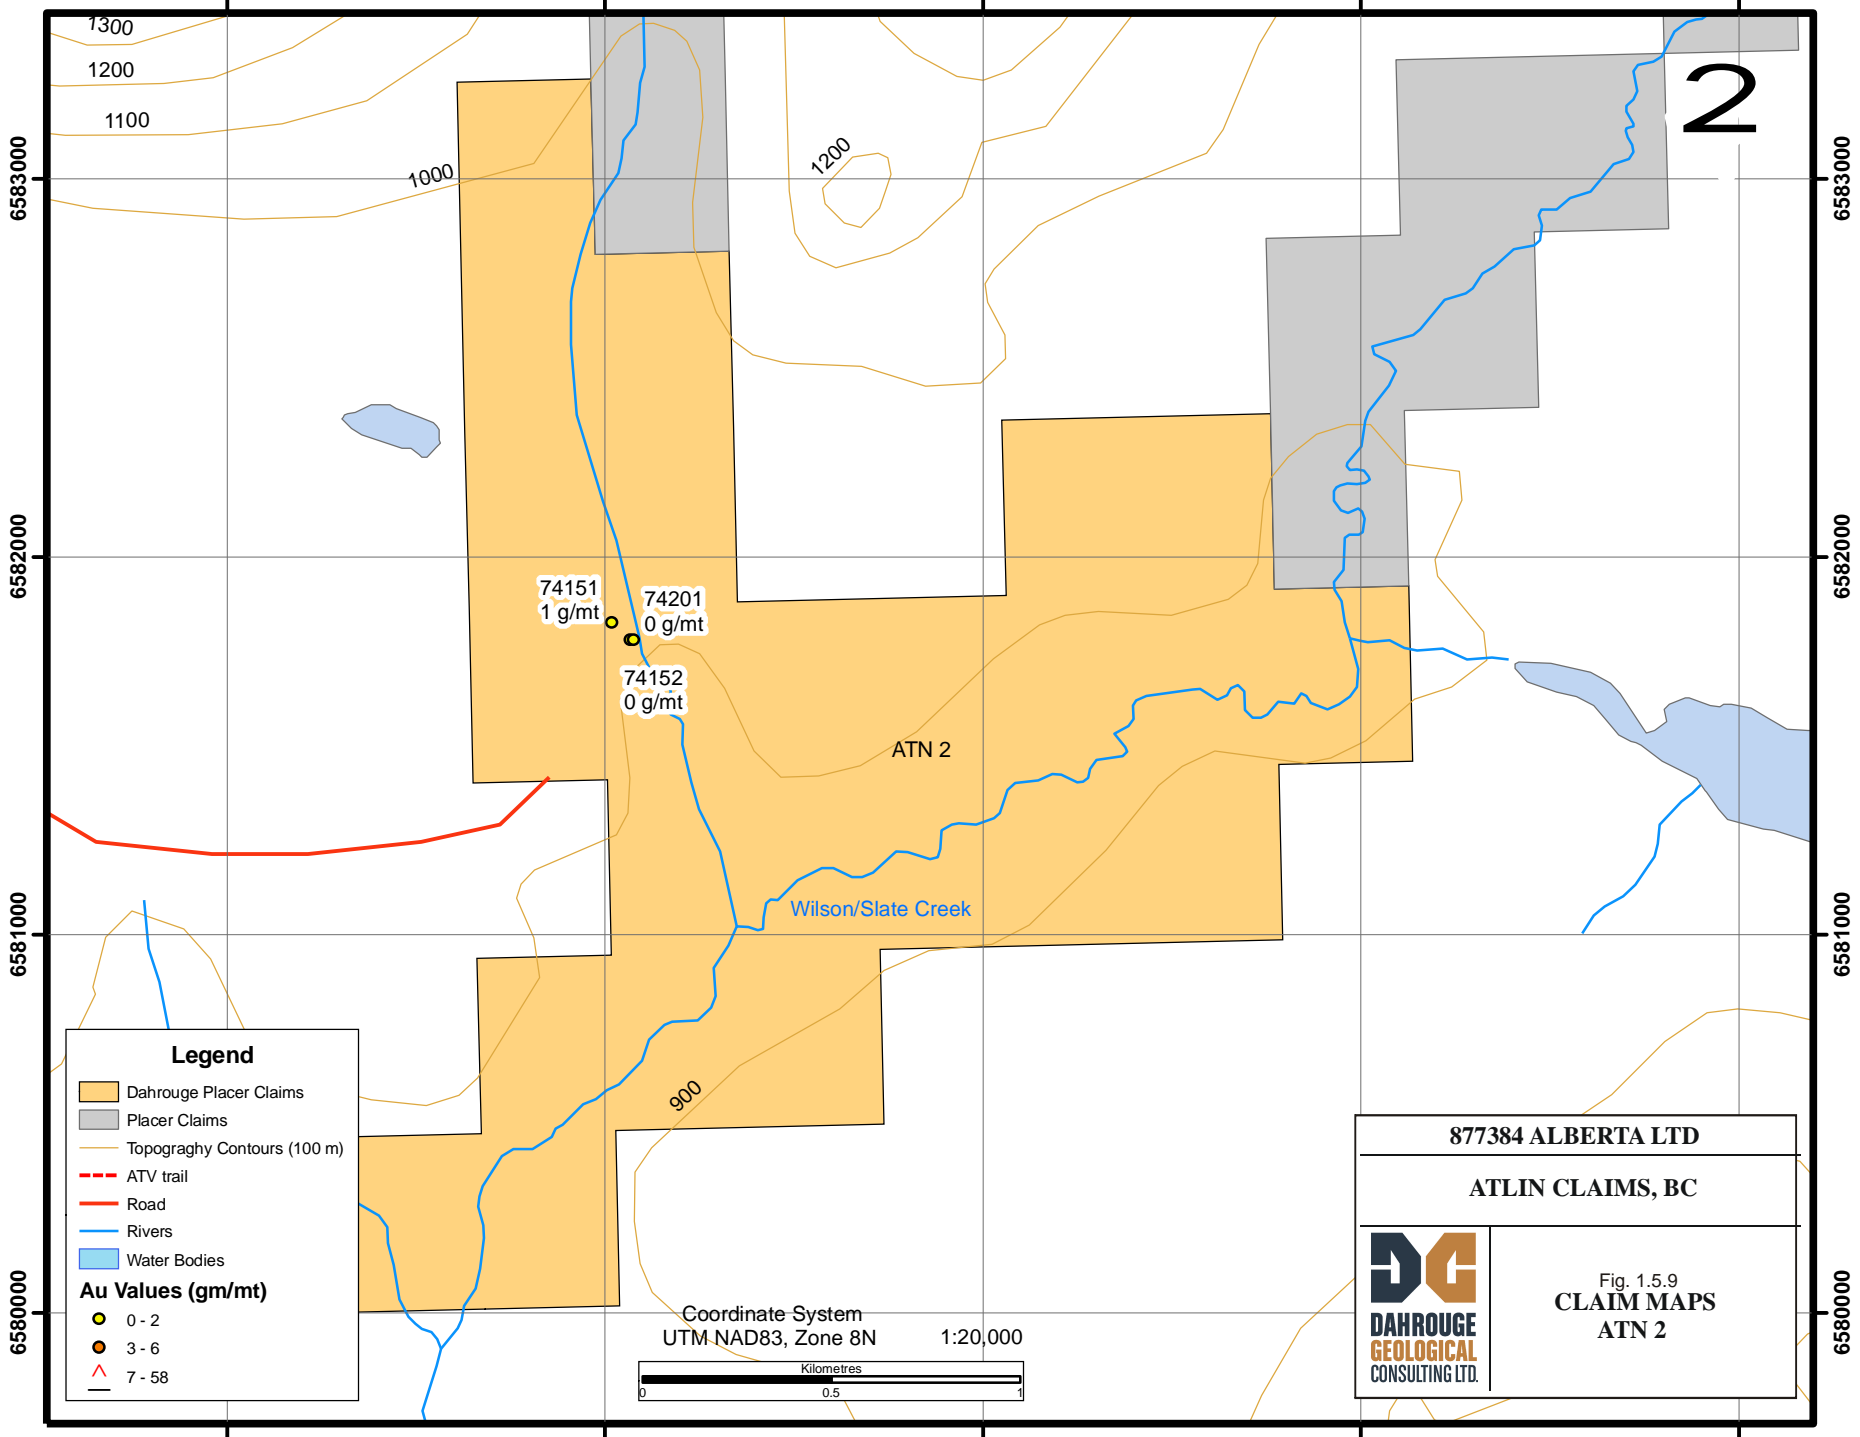 1300
1200
1100
1000
1200
2
6583000
6583000
6582000
6582000
74151
1 g/mt
74201
0 g/mt
74152
0 g/mt
ATN 2
Wilson/Slate Creek
6581000
6581000
900
Legend
Dahrouge Placer Claims
Placer Claims
Topograghy Contours (100 m)
ATV trail
Road
Rivers
Water Bodies
Au Values (gm/mt)
0 - 2
3 - 6
7 - 58
6580000
6580000
Coordinate System
UTM NAD83, Zone 8N
1:20,000
Kilometres
0 0.5 1
877384 ALBERTA LTD
ATLIN CLAIMS, BC
DAHROUGE
GEOLOGICAL
CONSULTING LTD.
Fig. 1.5.9
CLAIM MAPS
ATN 2